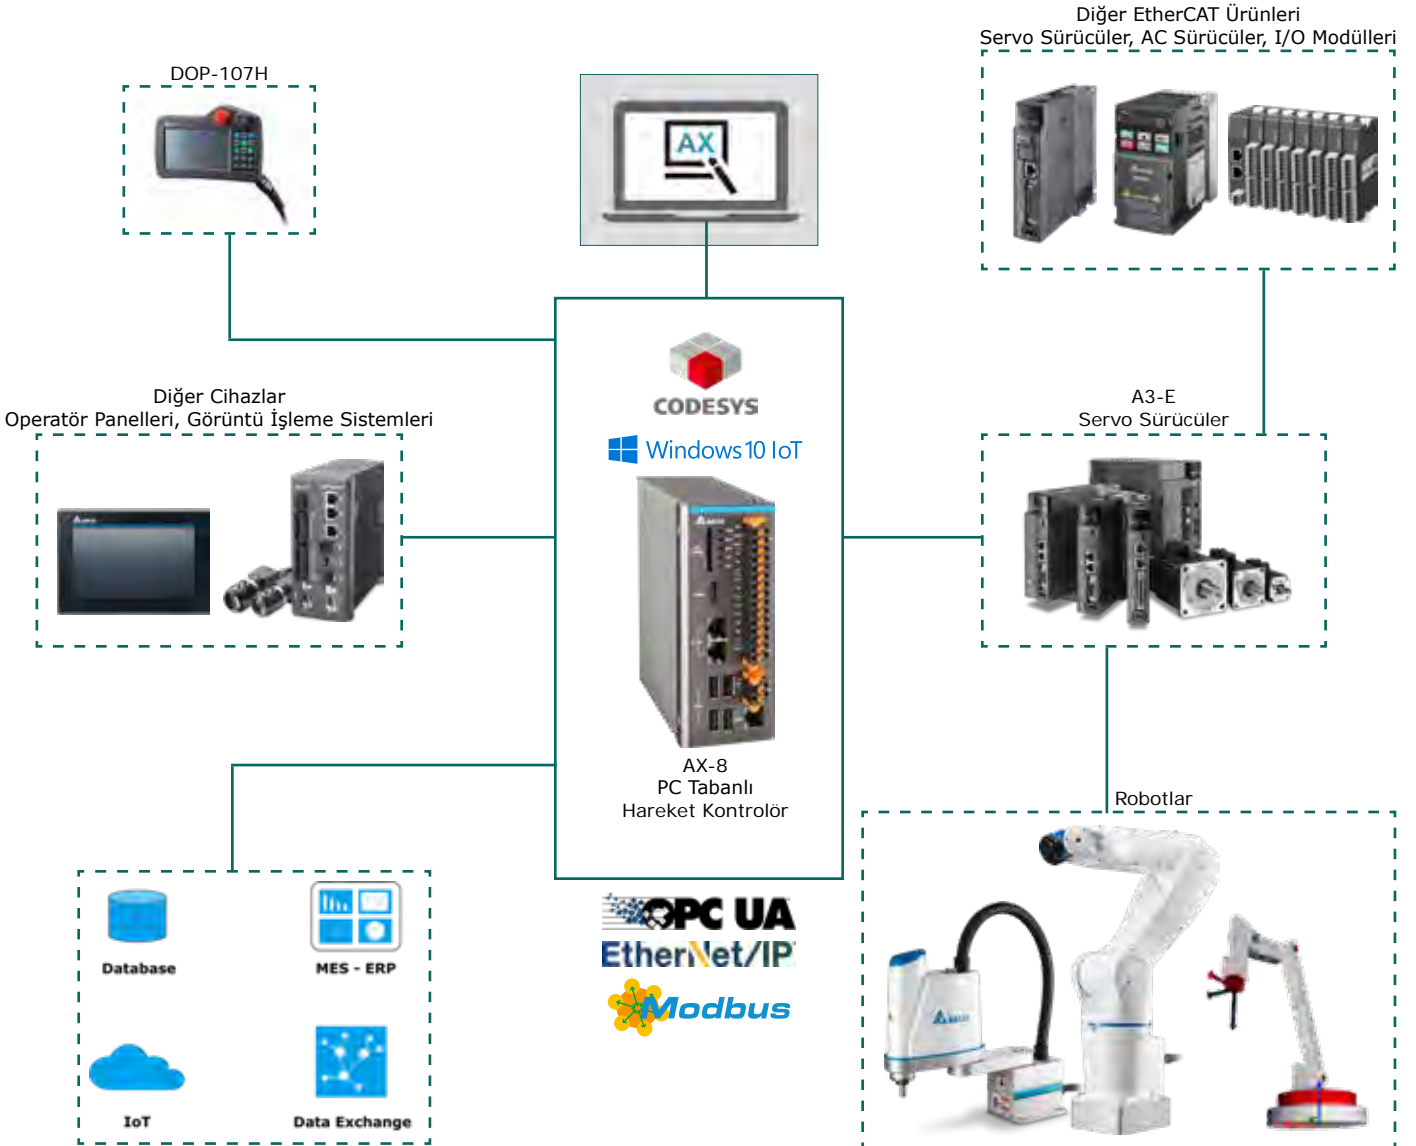 Diğer EtherCAT Ürünleri
Servo Sürücüler, AC Sürücüler, I/O Modülleri
DOP-107H
AX
CODESYS
Windows 10 IoT
Diğer Cihazlar
Operatör Panelleri, Görüntü İşleme Sistemleri
A3-E
Servo Sürücüler
AX-8
PC Tabanlı
Hareket Kontrolör
Robotlar
Database
MES - ERP
IoT
Data Exchange
OPC UA
EtherNet/IP
Modbus